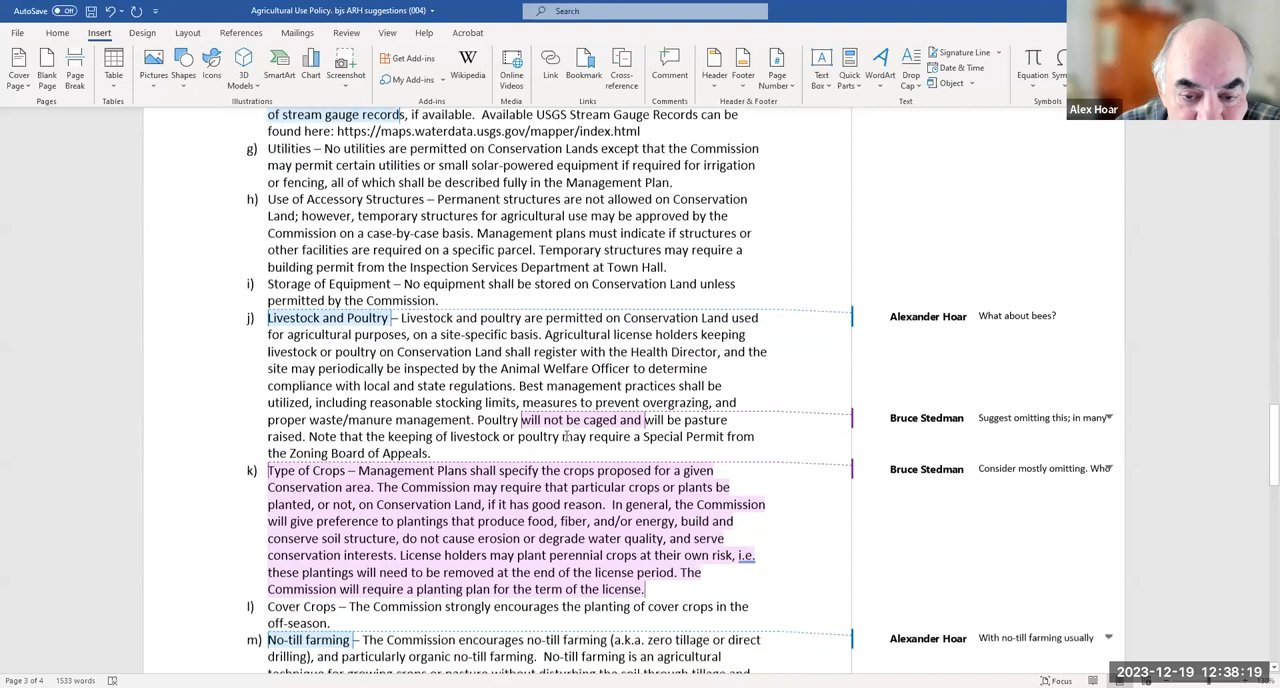 AutoSave Off Agricultural Use Policy. bjs ARH suggestions (004) Search
File Home Insert Design Layout References Mailings Review View Help Acrobat
Cover Page Blank Page Page Break Table Pictures Shapes Icons 3D Models SmartArt Chart Screenshot Get Add-ins My Add-ins Wikipedia Online Videos Link Bookmark Cross-reference Comment Header Footer Page Number Text Box Quick Parts WordArt Drop Cap Signature Line Date & Time Object Equation
Pages Tables Illustrations Add-ins Media Links Comments Header & Footer Text Symbols
Alex Hoar
of stream gauge records, if available. Available USGS Stream Gauge Records can be
found here: https://maps.waterdata.usgs.gov/mapper/index.html
g) Utilities – No utilities are permitted on Conservation Lands except that the Commission
may permit certain utilities or small solar-powered equipment if required for irrigation
or fencing, all of which shall be described fully in the Management Plan.
h) Use of Accessory Structures – Permanent structures are not allowed on Conservation
Land; however, temporary structures for agricultural use may be approved by the
Commission on a case-by-case basis. Management plans must indicate if structures or
other facilities are required on a specific parcel. Temporary structures may require a
building permit from the Inspection Services Department at Town Hall.
i) Storage of Equipment – No equipment shall be stored on Conservation Land unless
permitted by the Commission.
j) Livestock and Poultry – Livestock and poultry are permitted on Conservation Land used
for agricultural purposes, on a site-specific basis. Agricultural license holders keeping
livestock or poultry on Conservation Land shall register with the Health Director, and the
site may periodically be inspected by the Animal Welfare Officer to determine
compliance with local and state regulations. Best management practices shall be
utilized, including reasonable stocking limits, measures to prevent overgrazing, and
proper waste/manure management. Poultry will not be caged and will be pasture
raised. Note that the keeping of livestock or poultry may require a Special Permit from
the Zoning Board of Appeals.
k) Type of Crops – Management Plans shall specify the crops proposed for a given
Conservation area. The Commission may require that particular crops or plants be
planted, or not, on Conservation Land, if it has good reason. In general, the Commission
will give preference to plantings that produce food, fiber, and/or energy, build and
conserve soil structure, do not cause erosion or degrade water quality, and serve
conservation interests. License holders may plant perennial crops at their own risk, i.e.
these plantings will need to be removed at the end of the license period. The
Commission will require a planting plan for the term of the license.
l) Cover Crops – The Commission strongly encourages the planting of cover crops in the
off-season.
m) No-till farming – The Commission encourages no-till farming (a.k.a. zero tillage or direct
drilling), and particularly organic no-till farming. No-till farming is an agricultural
technique for growing crops or pasture without disturbing the soil through tillage and
Alexander Hoar What about bees?
Bruce Stedman Suggest omitting this; in many
Bruce Stedman Consider mostly omitting. Who
Alexander Hoar With no-till farming usually
2023-12-19 12:38:19
Page 3 of 4 1533 words Focus 130%